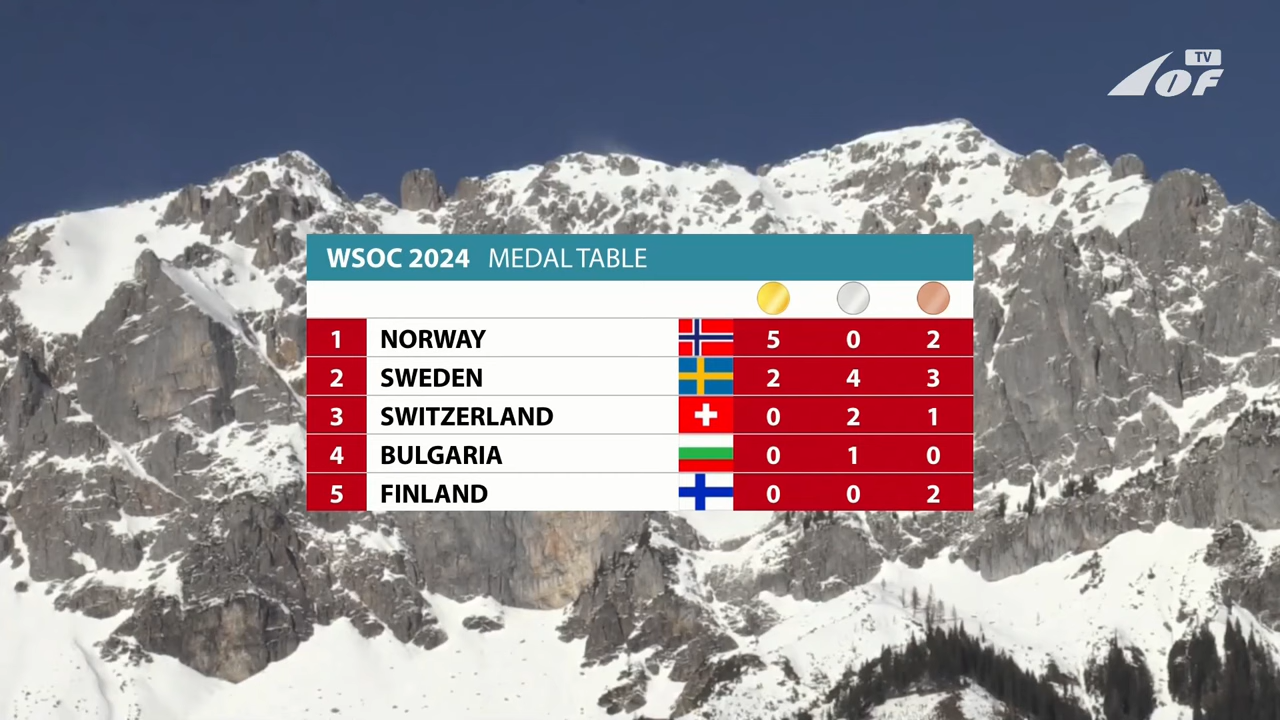 TV
OF
WSOC 2024 MEDAL TABLE
1 NORWAY 5 0 2
2 SWEDEN 2 4 3
3 SWITZERLAND 0 2 1
4 BULGARIA 0 1 0
5 FINLAND 0 0 2